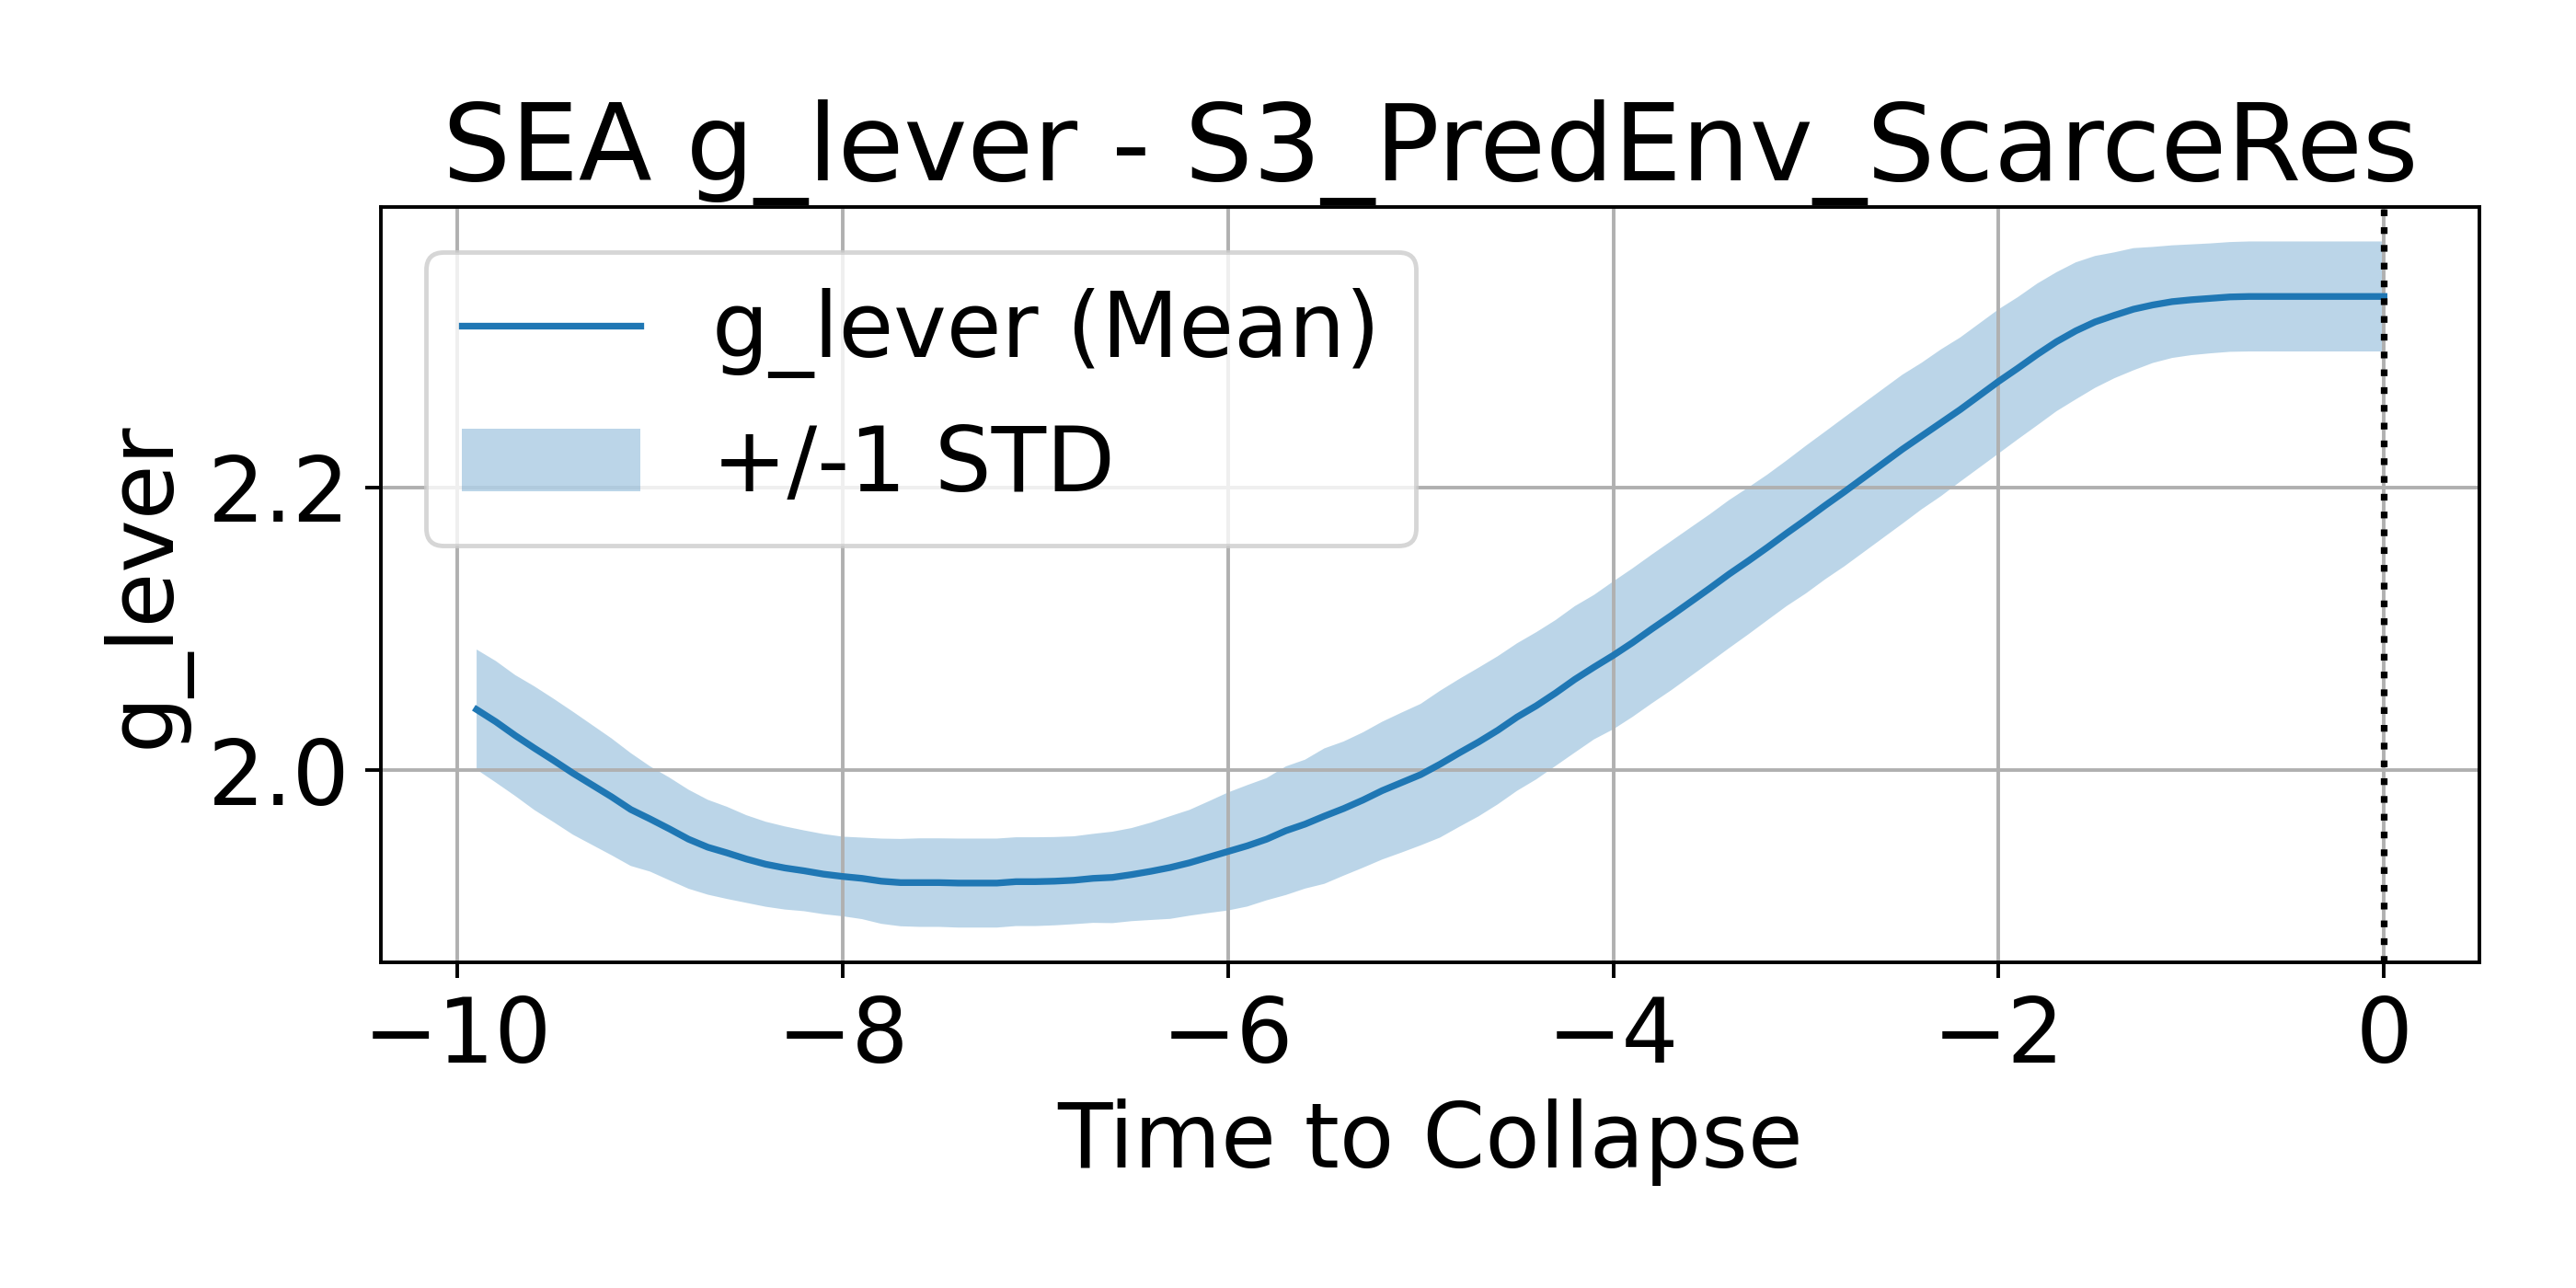 SEA g_lever - S3_PredEnv_ScarceRes
g_lever (Mean)
+/-1 STD
g_lever
2.2
2.0
−10 −8 −6 −4 −2 0
Time to Collapse